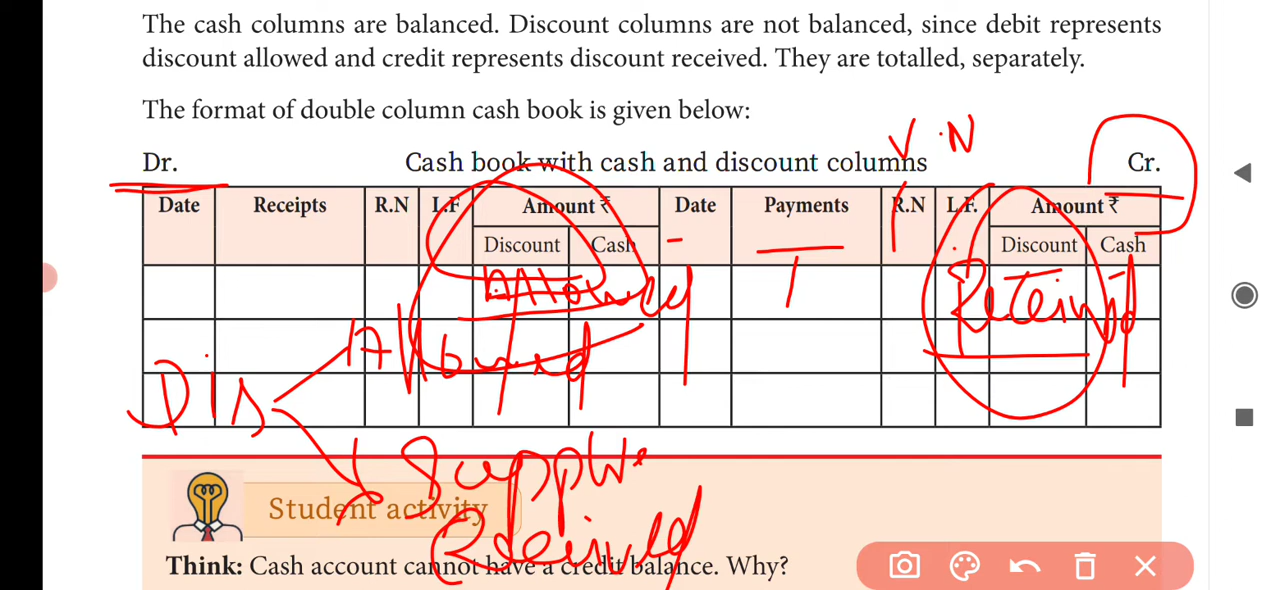 The cash columns are balanced. Discount columns are not balanced, since debit represents
discount allowed and credit represents discount received. They are totalled, separately.
The format of double column cash book is given below:
V.N
Dr. Cash book with cash and discount columns Cr.
Date Receipts R.N L.F Amount ₹ Date Payments R.N L.F. Amount ₹
Discount Cash Discount Cash
Allowed
Received
Allowed
Dis
Student activity
Received
Think: Cash account cannot have a credit balance. Why?